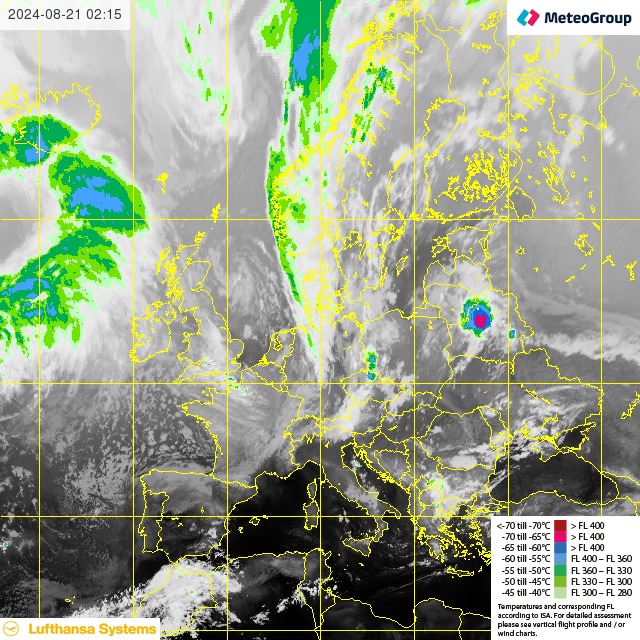 2024-08-21 02:15
MeteoGroup
<-70 till -70°C > FL 400
-70 till -65°C > FL 400
-65 till -60°C > FL 400
-60 till -55°C FL 400 – FL 360
-55 till -50°C FL 360 – FL 330
-50 till -45°C FL 330 – FL 300
-45 till -40°C FL 300 – FL 280
Temperatures and corresponding FL
according to ISA. For detailed assessment
please see vertical flight profile and / or
wind charts.
Lufthansa Systems